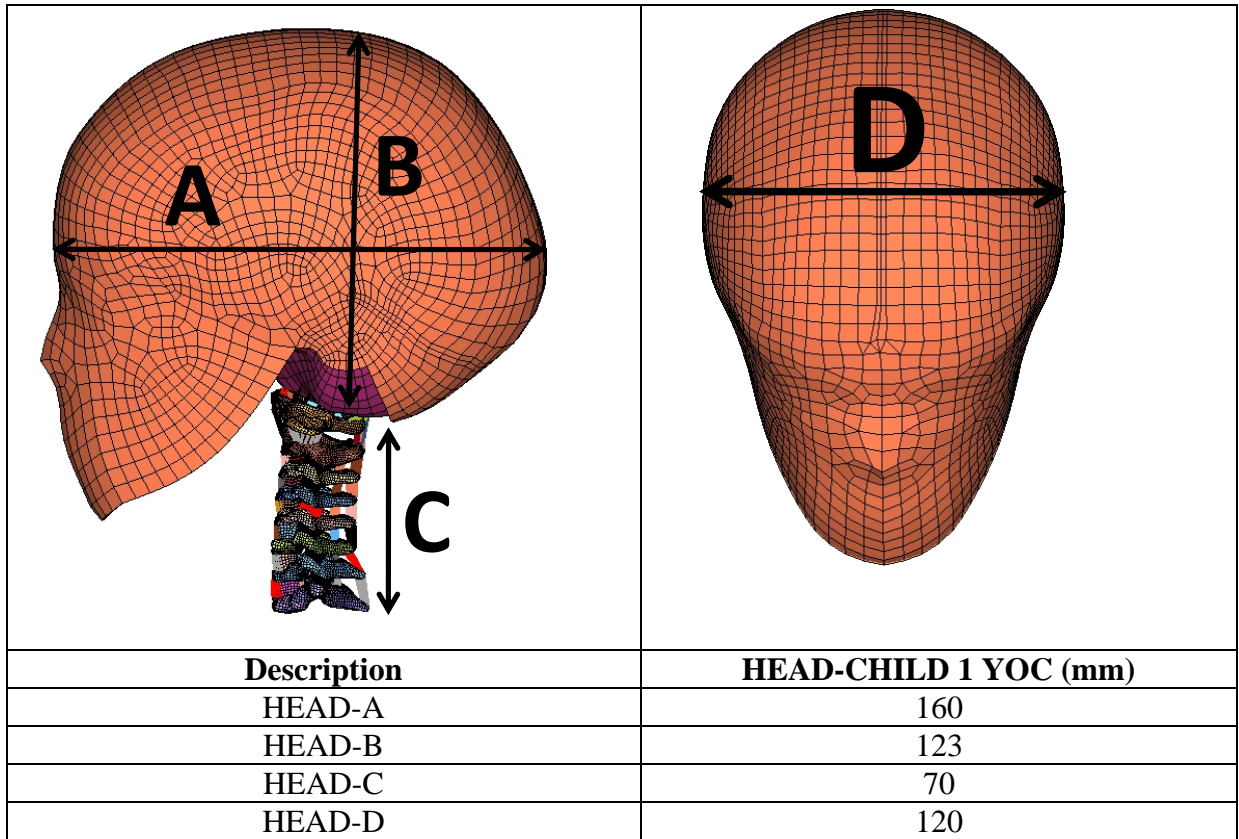 A
B
C
D
Description HEAD-CHILD 1 YOC (mm)
HEAD-A 160
HEAD-B 123
HEAD-C 70
HEAD-D 120